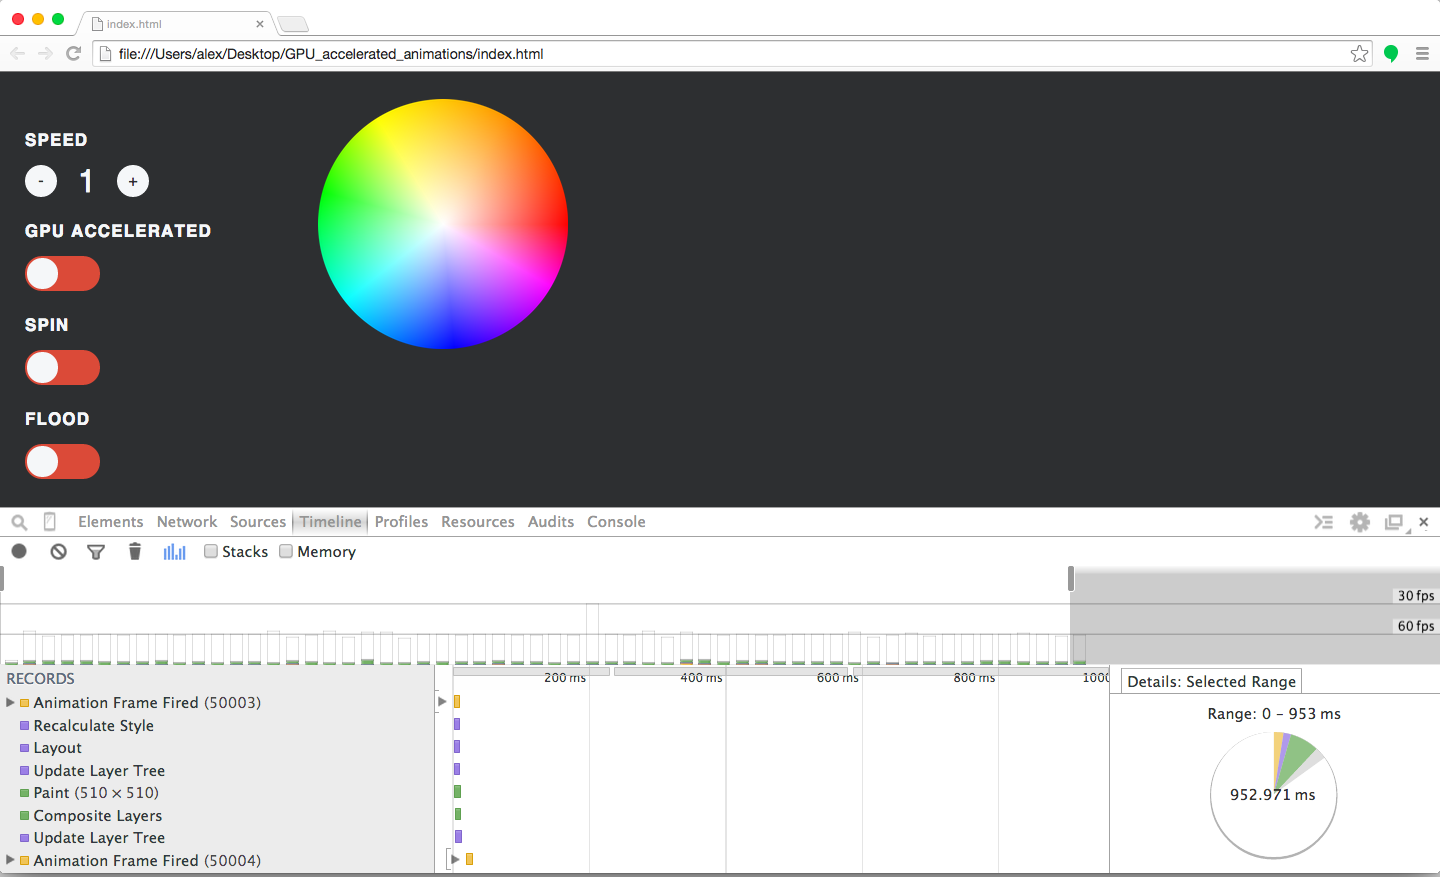 index.html
file:///Users/alex/Desktop/GPU_accelerated_animations/index.html
SPEED
- 1 +
GPU ACCELERATED
SPIN
FLOOD
Elements Network Sources Timeline Profiles Resources Audits Console
Stacks Memory
30 fps
60 fps
RECORDS
200 ms 400 ms 600 ms 800 ms 1000
Animation Frame Fired (50003)
Recalculate Style
Layout
Update Layer Tree
Paint (510 × 510)
Composite Layers
Update Layer Tree
Animation Frame Fired (50004)
Details: Selected Range
Range: 0 – 953 ms
952.971 ms